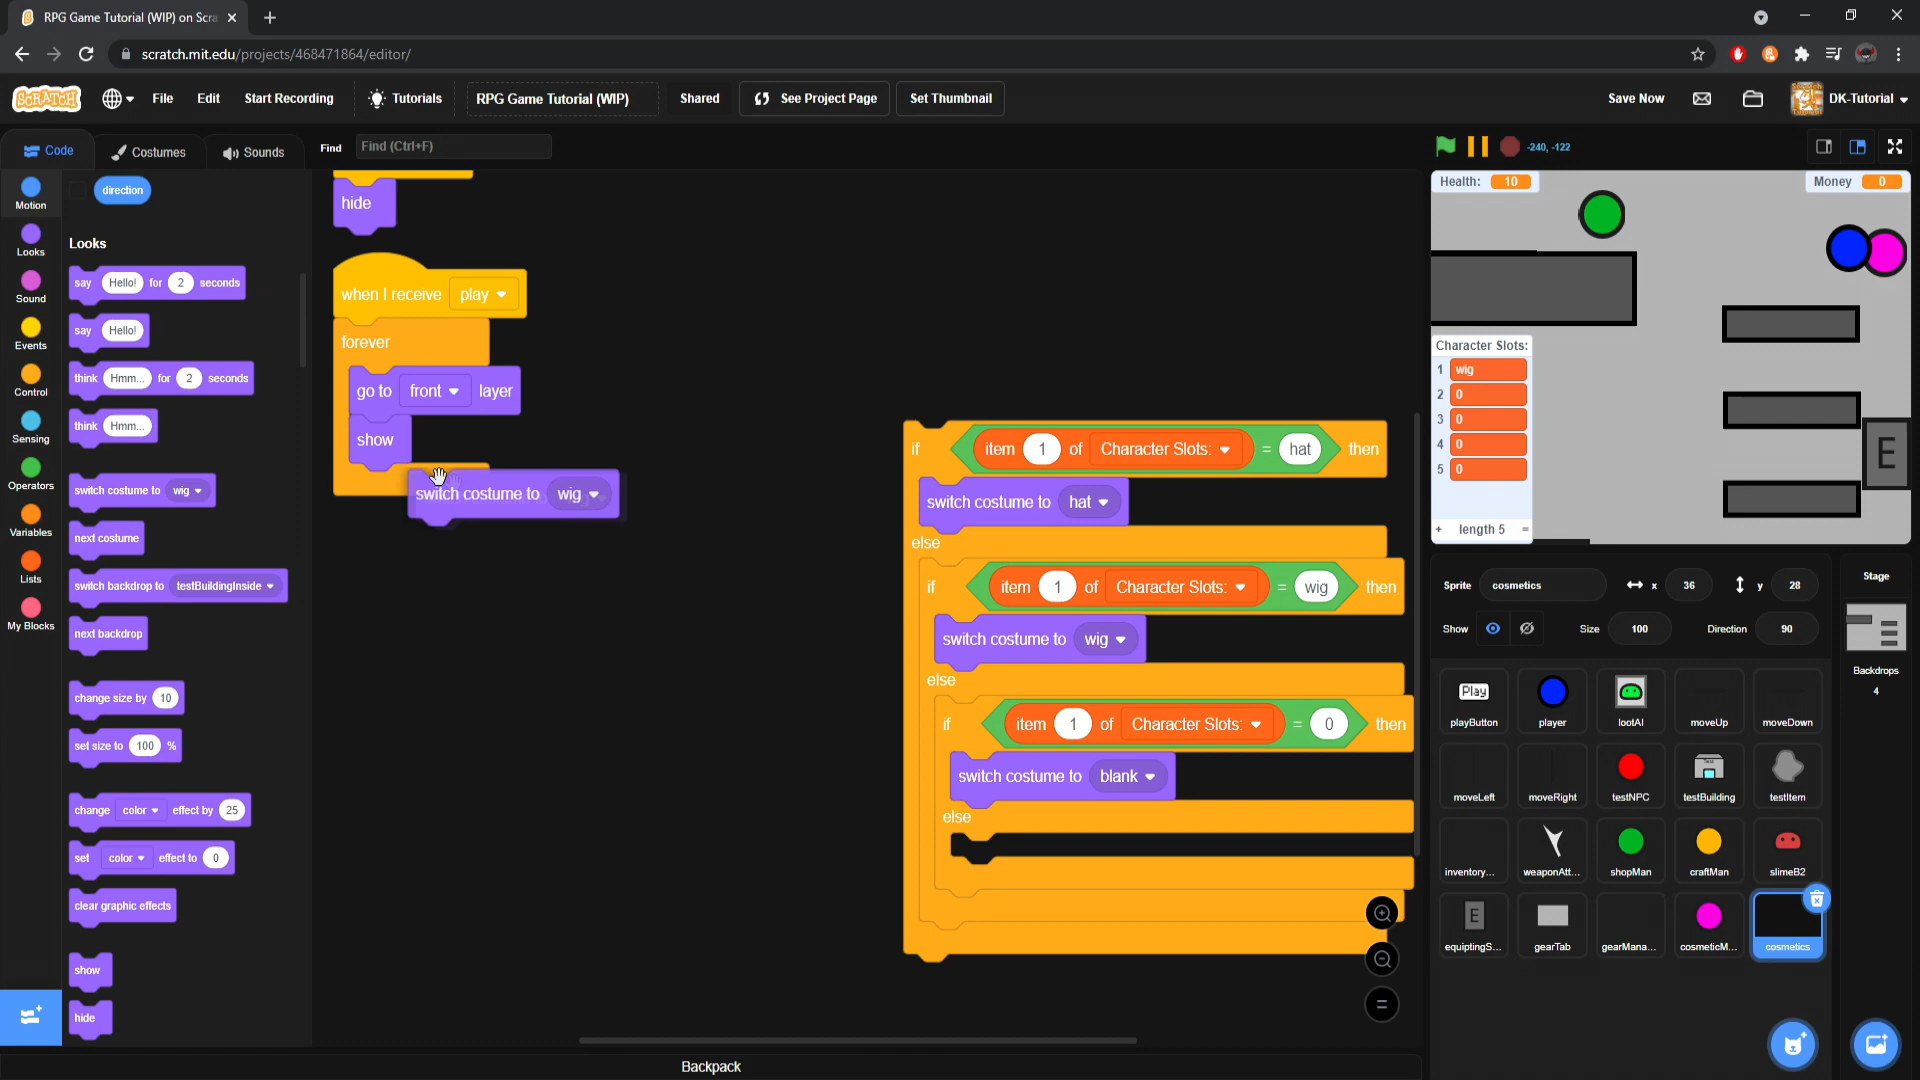 RPG Game Tutorial (WIP) on Scra
scratch.mit.edu/projects/468471864/editor/
SCRATCH
File
Edit
Start Recording
Tutorials
RPG Game Tutorial (WIP)
Shared
See Project Page
Set Thumbnail
Save Now
DK-Tutorial
Code
Costumes
Sounds
Find
Find (Ctrl+F)
-240, -122
Motion
Looks
Sound
Events
Control
Sensing
Operators
Variables
Lists
My Blocks
direction
Looks
say Hello! for 2 seconds
say Hello!
think Hmm... for 2 seconds
think Hmm...
switch costume to wig
next costume
switch backdrop to testBuildingInside
next backdrop
change size by 10
set size to 100 %
change color effect by 25
set color effect to 0
clear graphic effects
show
hide
hide
when I receive play
forever
go to front layer
show
switch costume to wig
if item 1 of Character Slots: = hat then
switch costume to hat
else
if item 1 of Character Slots: = wig then
switch costume to wig
else
if item 1 of Character Slots: = 0 then
switch costume to blank
else
=
Backpack
Health: 10
Money 0
Character Slots:
1 wig
2 0
3 0
4 0
5 0
+ length 5 =
E
Sprite cosmetics
x 36
y 28
Show
Size 100
Direction 90
Play
playButton
player
lootAI
moveUp
moveDown
moveLeft
moveRight
testNPC
Test
testBuilding
testItem
inventory...
weaponAtt...
shopMan
craftMan
slimeB2
E
equiptingS...
gearTab
gearMana...
cosmeticM...
cosmetics
Stage
Backdrops
4